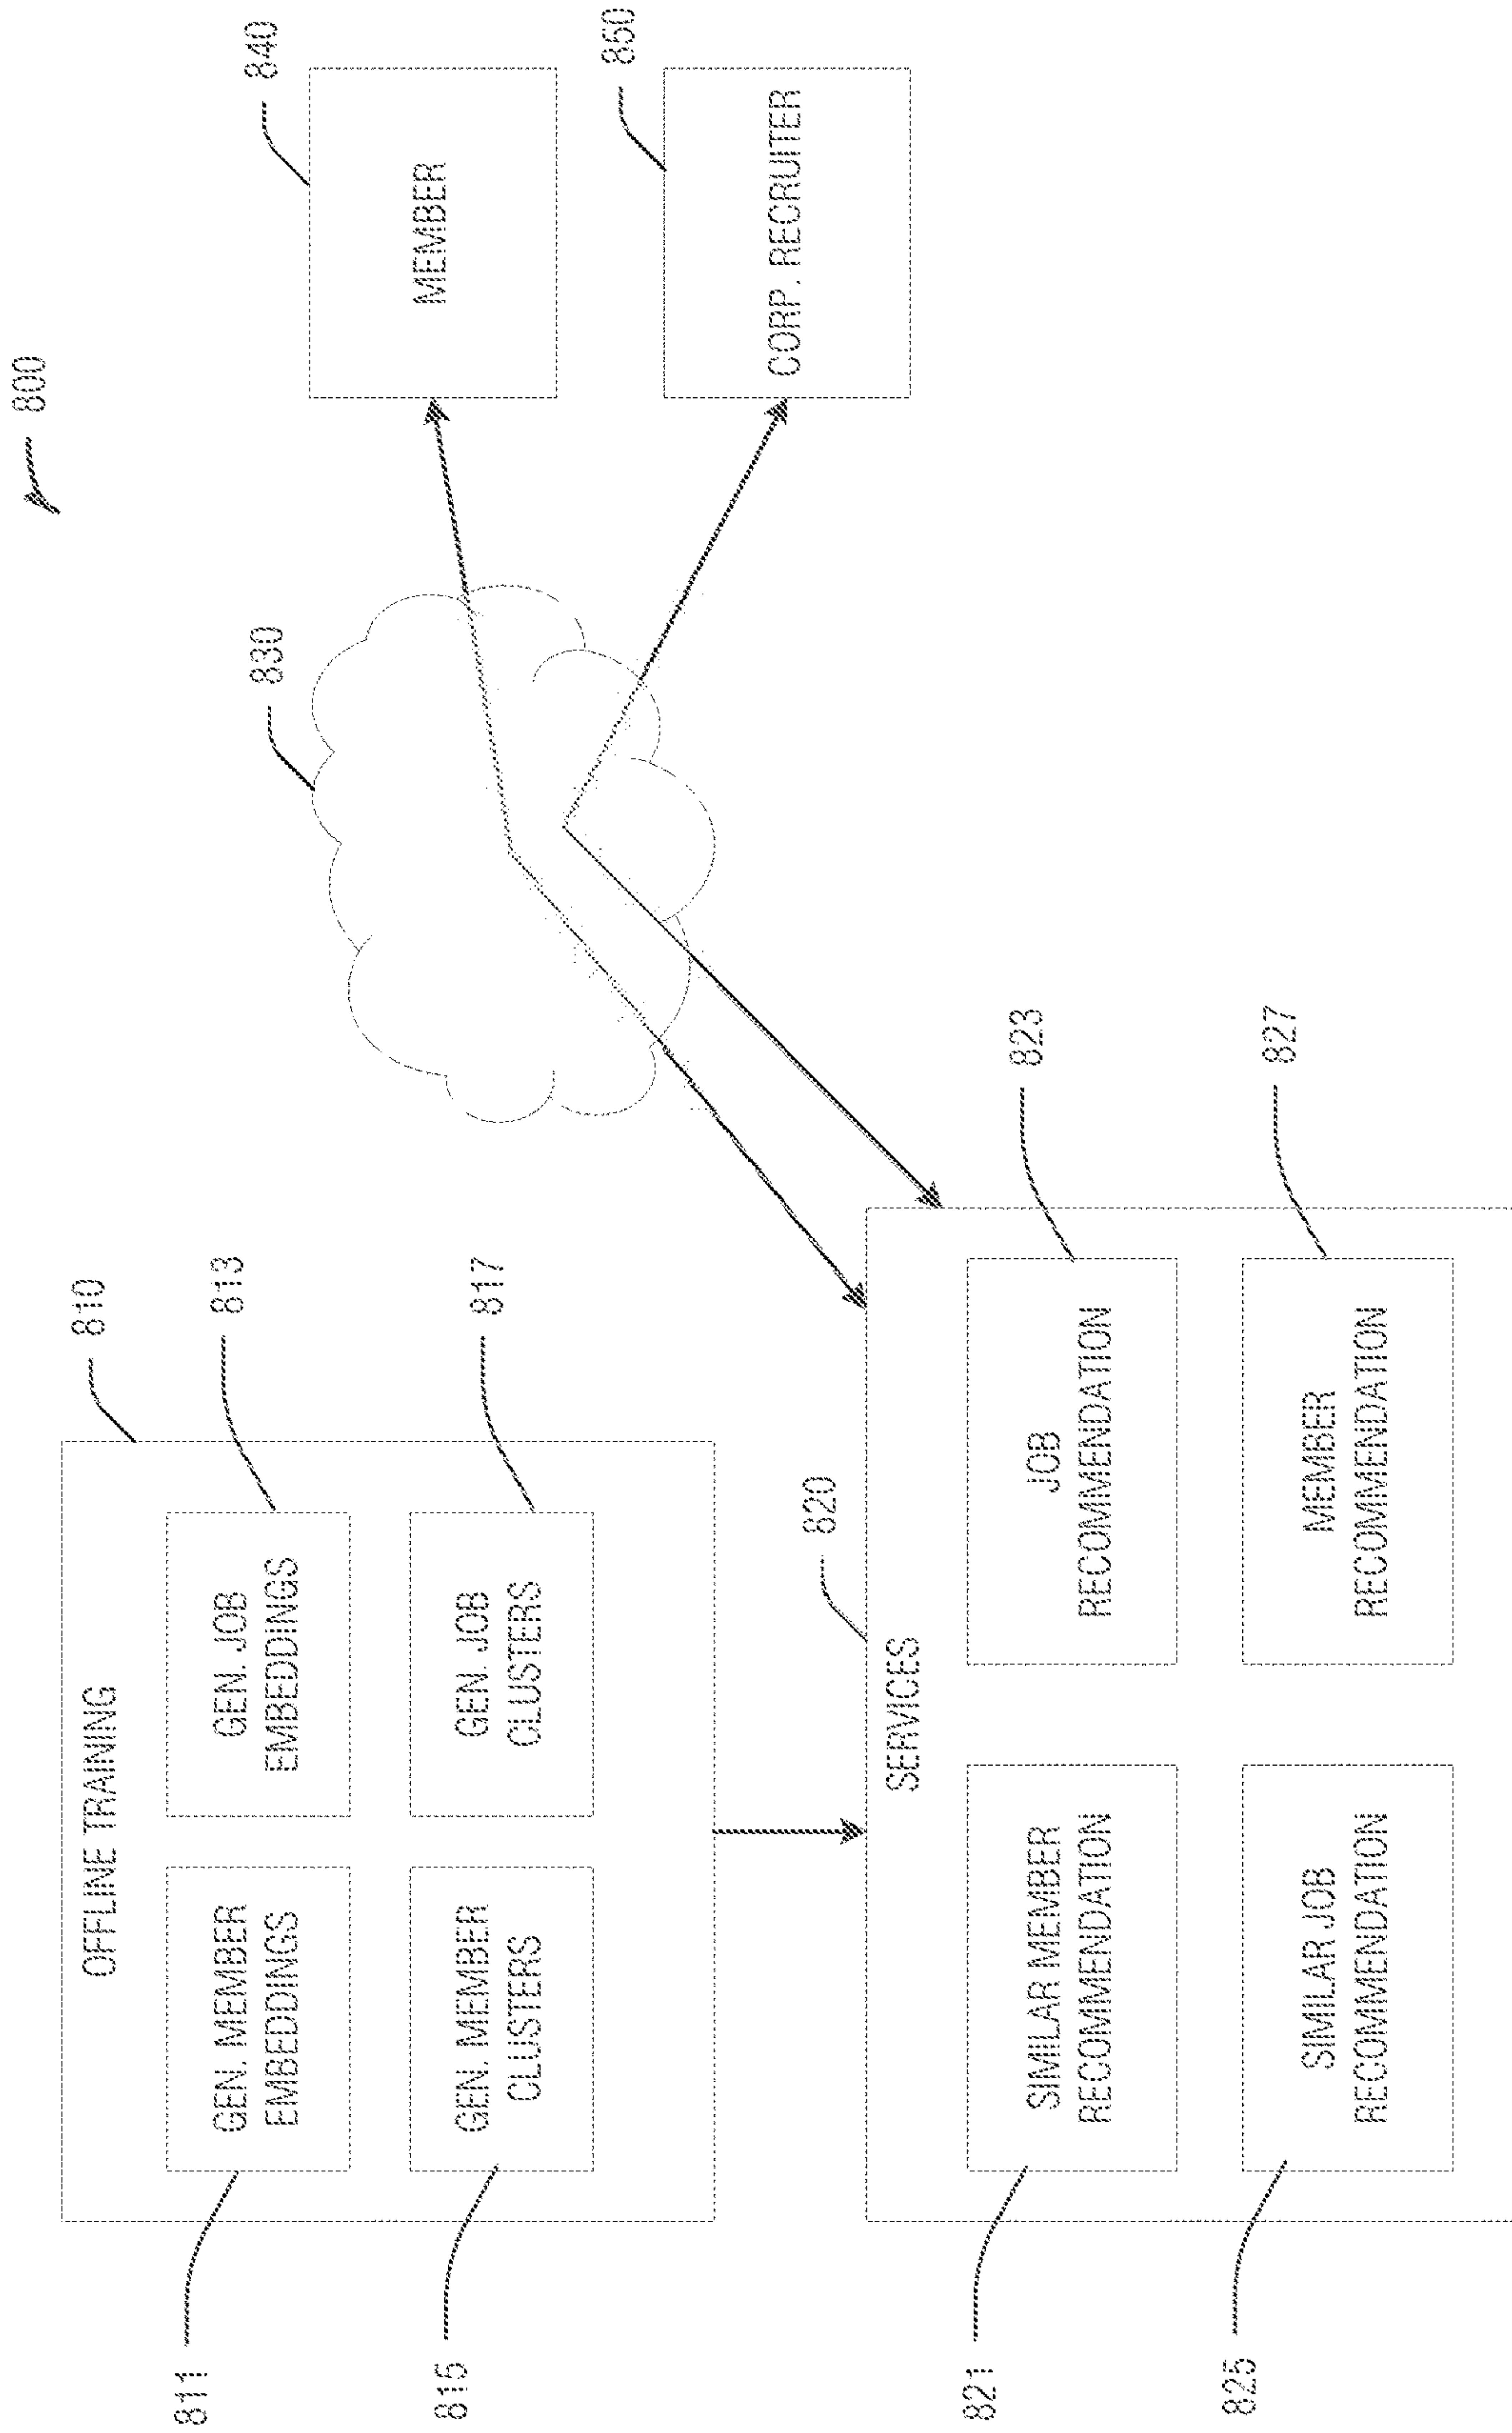 800
810
OFFLINE TRAINING
811
GEN. MEMBER
EMBEDDINGS
813
GEN. JOB
EMBEDDINGS
815
GEN. MEMBER
CLUSTERS
817
GEN. JOB
CLUSTERS
830
840
MEMBER
850
CORP. RECRUITER
820
SERVICES
821
SIMILAR MEMBER
RECOMMENDATION
823
JOB
RECOMMENDATION
825
SIMILAR JOB
RECOMMENDATION
827
MEMBER
RECOMMENDATION